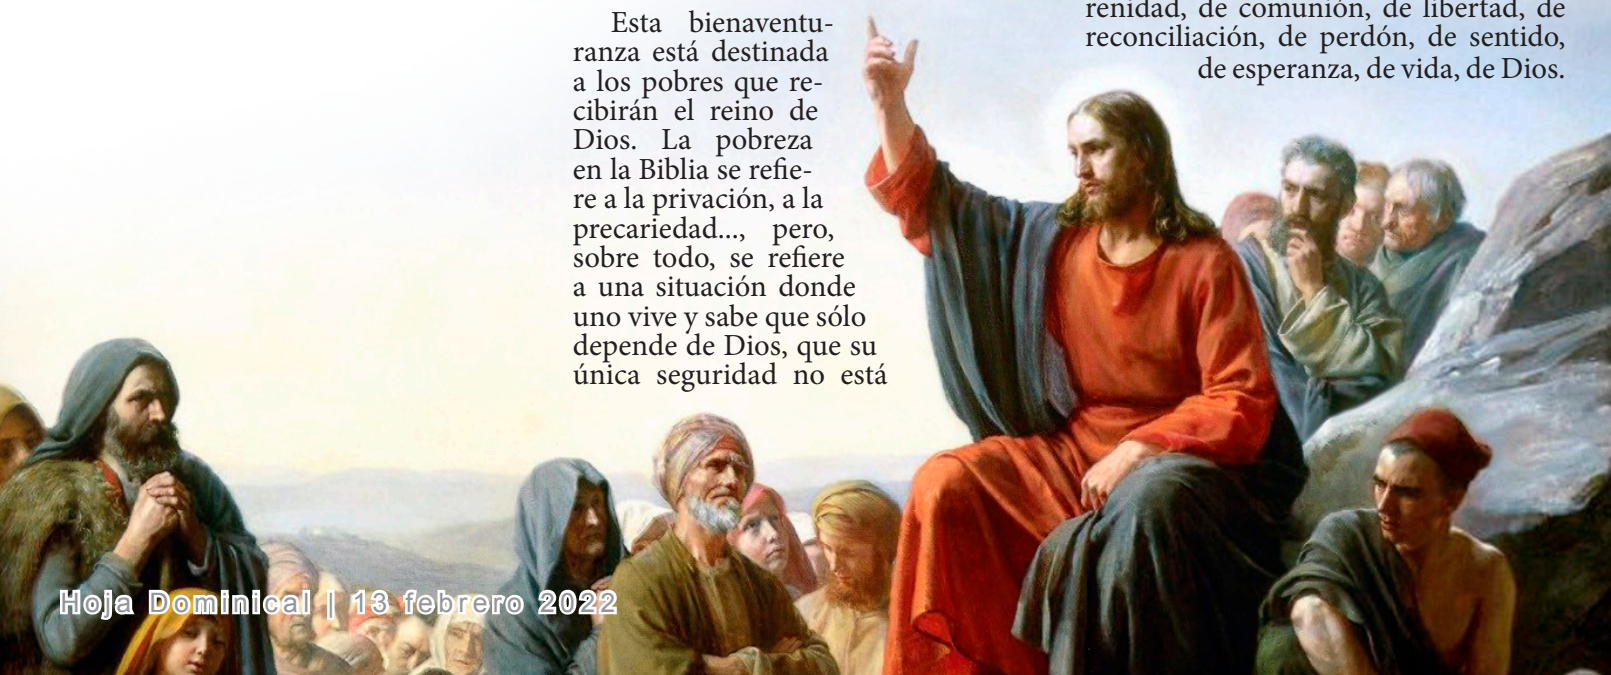 Esta bienaventu-
ranza está destinada
a los pobres que re-
cibirán el reino de
Dios. La pobreza
en la Biblia se refie-
re a la privación, a la
precariedad..., pero,
sobre todo, se refiere
a una situación donde
uno vive y sabe que sólo
depende de Dios, que su
única seguridad no está
renidad, de comunión, de libertad, de
reconciliación, de perdón, de sentido,
de esperanza, de vida, de Dios.
Hoja Dominical | 13 febrero 2022